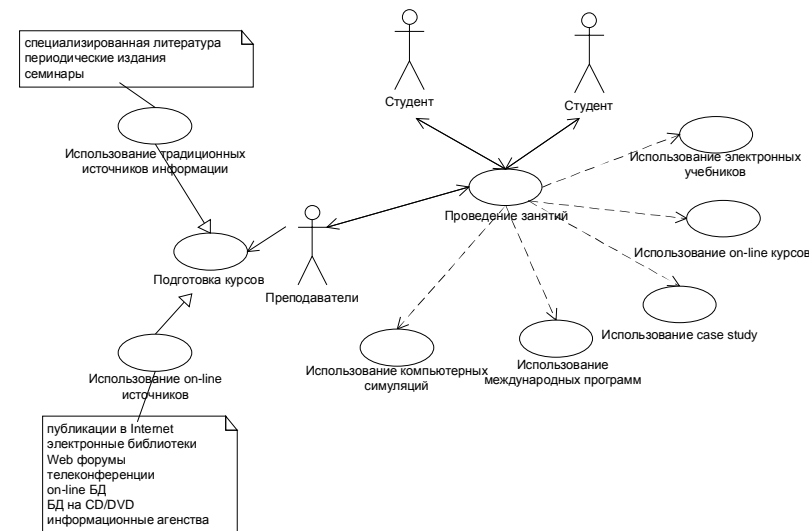 специализированная литература
периодические издания
семинары
Студент
Студент
Использование традиционных
источников информации
Использование электронных
учебников
Проведение занятий
Использование on-line курсов
Подготовка курсов
Преподаватели
Использование case study
Использование on-line
источников
Использование компьютерных
симуляций
Использование
международных программ
публикации в Internet
электронные библиотеки
Web форумы
телеконференции
on-line БД
БД на CD/DVD
информационные агенства